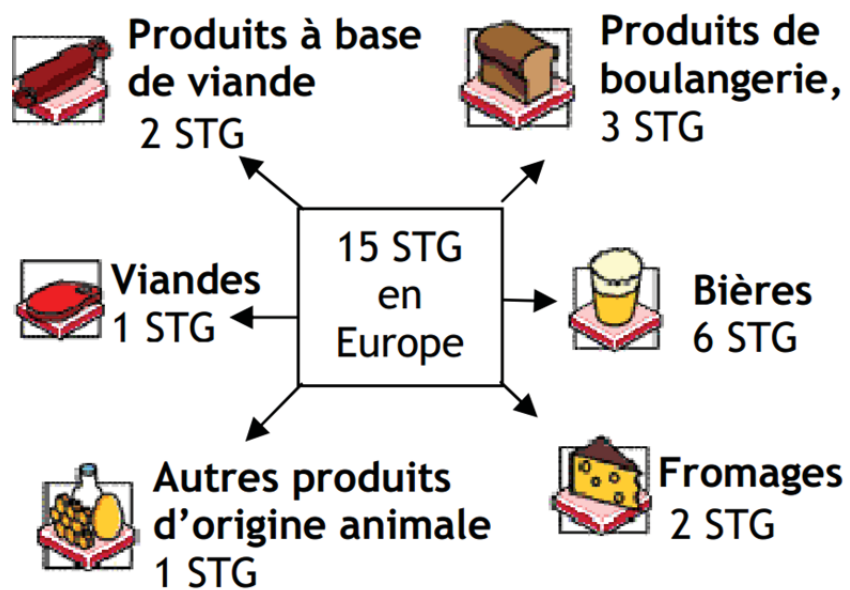 Produits à base
de viande
2 STG
Produits de
boulangerie,
3 STG
15 STG
en
Europe
Viandes
1 STG
Bières
6 STG
Autres produits
d’origine animale
1 STG
Fromages
2 STG